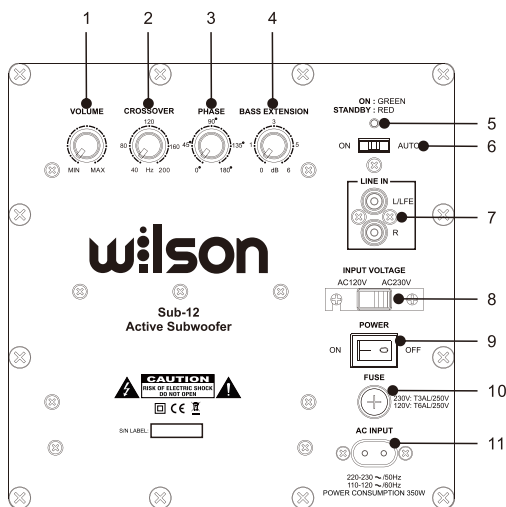 1 2 3 4
ON : GREEN
STANDBY : RED
VOLUME CROSSOVER PHASE BASS EXTENSION
120 90° 3
5
80 160 45° 135° 1.5
ON AUTO 6
MIN MAX 40 Hz 200 0° 180° 0 dB 6
LINE IN
L/LFE
7
R
wilson
INPUT VOLTAGE
AC120V AC230V
8
Sub-12
Active Subwoofer
POWER
ON OFF 9
FUSE
10
230V: T3AL/250V
120V: T6AL/250V
CAUTION
RISK OF ELECTRIC SHOCK
DO NOT OPEN
CE
S/N LABEL:
AC INPUT
11
220-230 ~ /50Hz
110-120 ~ /60Hz
POWER CONSUMPTION 350W